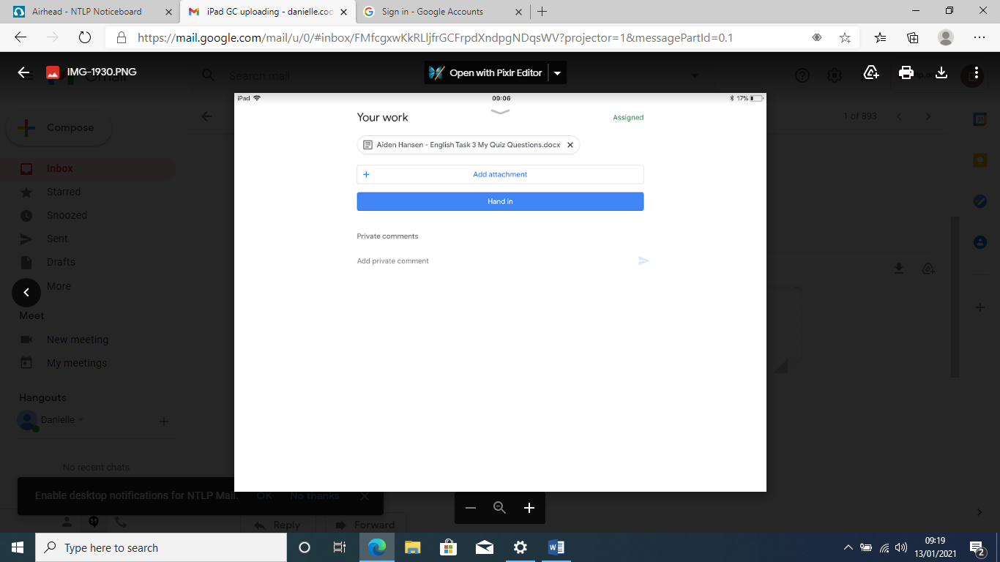 Airhead - NTLP Noticeboard
iPad GC uploading - danielle.coo
Sign in - Google Accounts
https://mail.google.com/mail/u/0/#inbox/FMfcgxwKkRLljfrGCFrpdXndpgNDqsWV?projector=1&messagePartId=0.1
IMG-1930.PNG
Search mail
Open with Pixlr Editor
Compose
1 of 893
Inbox
Starred
Snoozed
Sent
Drafts
More
Meet
New meeting
My meetings
Hangouts
Danielle
No recent chats
iPad
09:06
17%
Your work
Assigned
Aiden Hansen - English Task 3 My Quiz Questions.docx
Add attachment
Hand in
Private comments
Add private comment
Enable desktop notifications for NTLP Mail. OK No thanks
Reply
Forward
Type here to search
09:19
13/01/2021
2